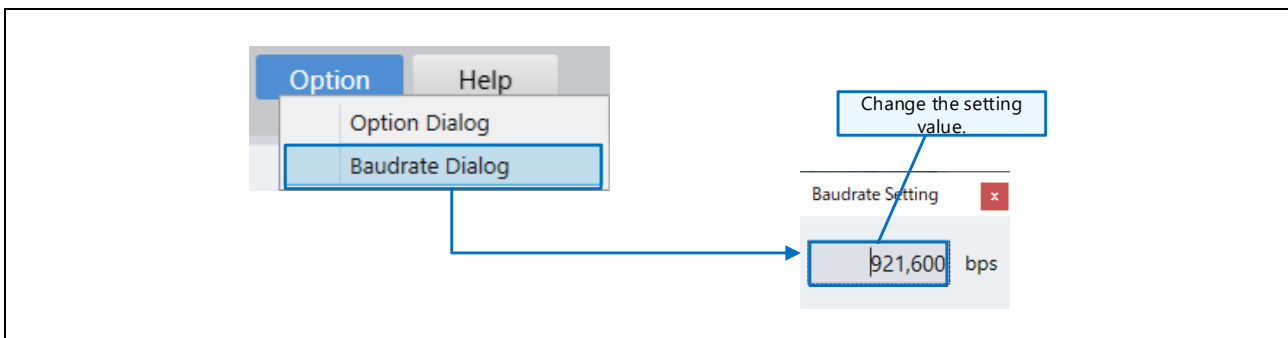 Option Help
Option Dialog
Baudrate Dialog
Change the setting
value.
Baudrate Setting x
921,600 bps